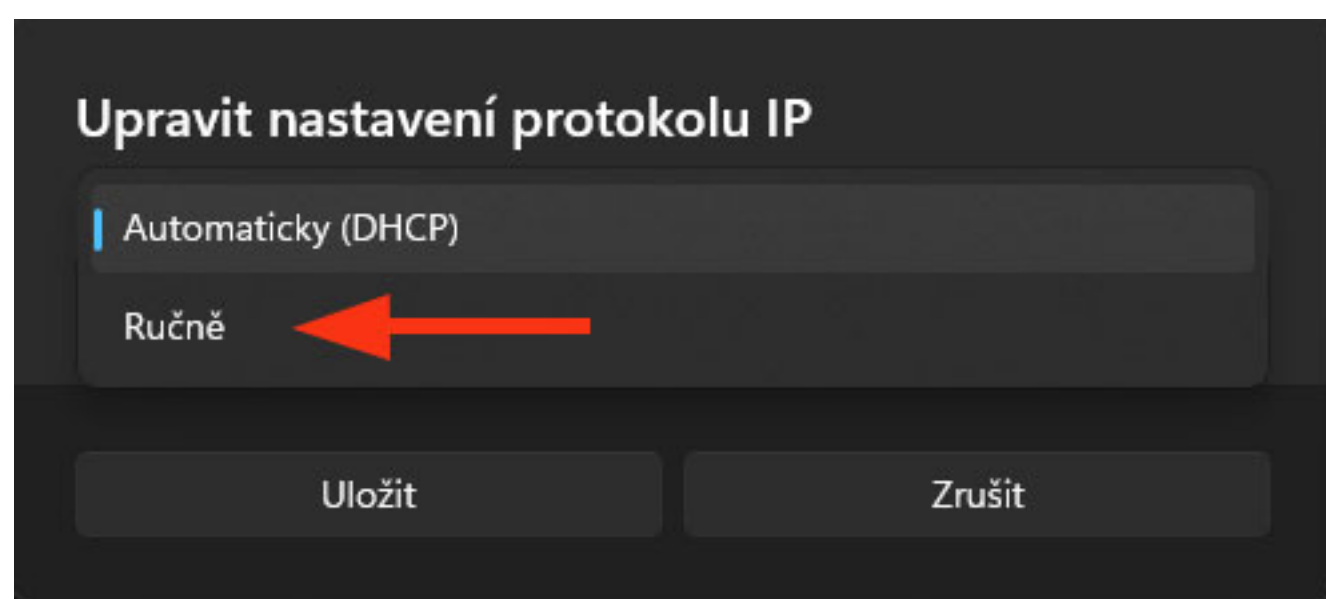 Upravit nastavení protokolu IP
Automaticky (DHCP)
Ručně
Uložit
Zrušit